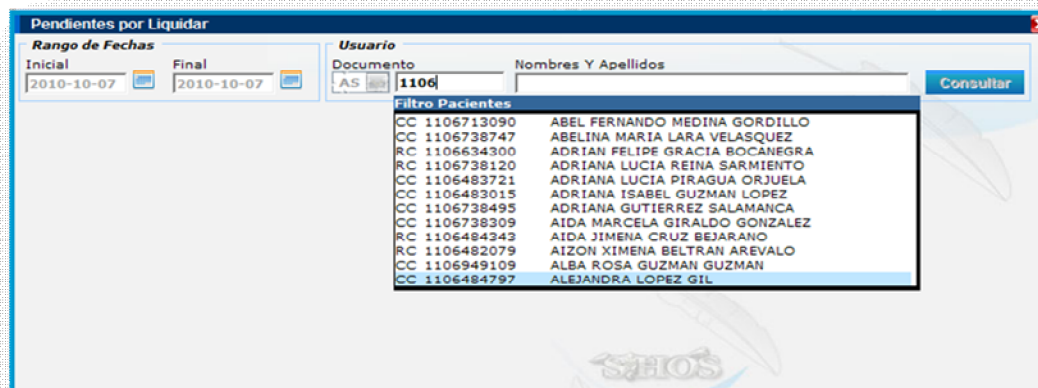 Pendientes por Liquidar
Rango de Fechas
Usuario
Inicial Final Documento Nombres Y Apellidos
2010-10-07 2010-10-07 AS 1106 Consultar
Filtro Pacientes
CC 1106713090 ABEL FERNANDO MEDINA GORDILLO
CC 1106738747 ABELINA MARIA LARA VELASQUEZ
RC 1106634300 ADRIAN FELIPE GRACIA BOCANEGRA
CC 1106738120 ADRIANA LUCIA REINA SARMIENTO
CC 1106483721 ADRIANA LUCIA PIRAGUA ORJUELA
CC 1106483015 ADRIANA ISABEL GUZMAN LOPEZ
CC 1106738495 ADRIANA GUTIERREZ SALAMANCA
CC 1106738309 AIDA MARCELA GIRALDO GONZALEZ
RC 1106484343 AIDA JIMENA CRUZ BEJARANO
RC 1106482079 AIZON XIMENA BELTRAN AREVALO
CC 1106949109 ALBA ROSA GUZMAN GUZMAN
CC 1106484797 ALEJANDRA LOPEZ GIL
SIHOS